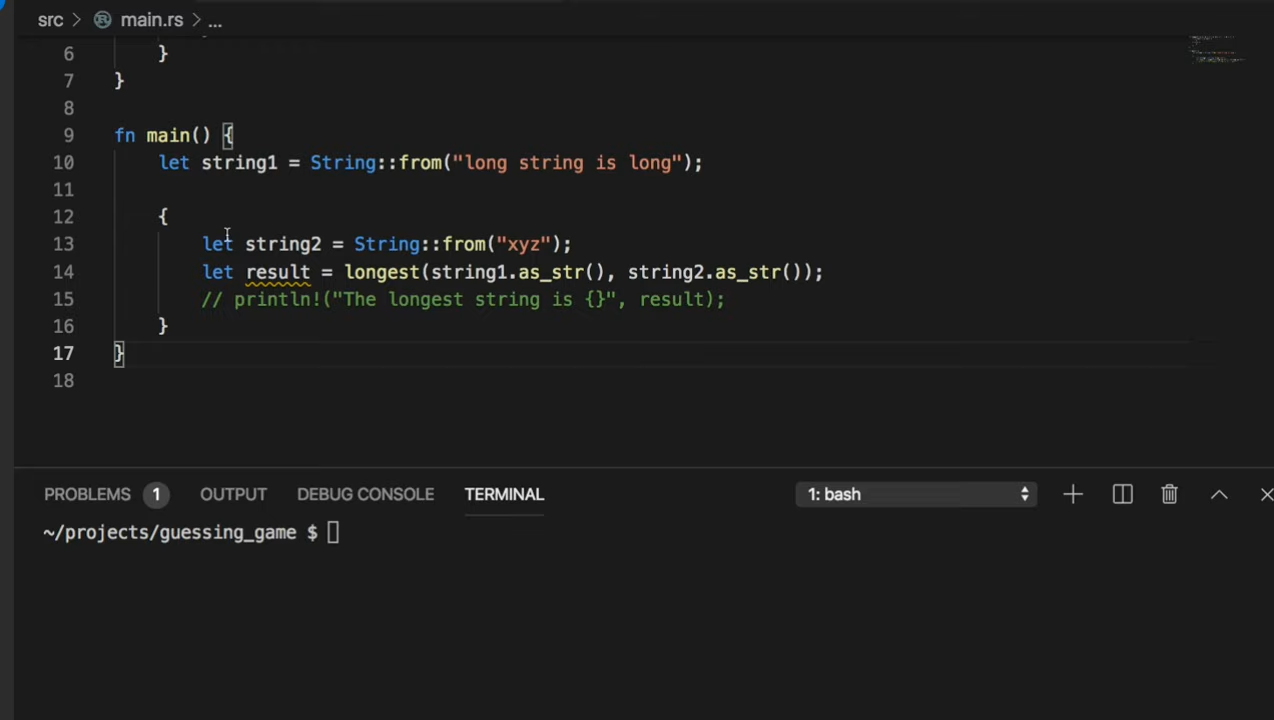 src > main.rs > ...
6 }
7 }
8
9 fn main() {
10 let string1 = String::from("long string is long");
11
12 {
13 let string2 = String::from("xyz");
14 let result = longest(string1.as_str(), string2.as_str());
15 // println!("The longest string is {}", result);
16 }
17 }
18
PROBLEMS 1 OUTPUT DEBUG CONSOLE TERMINAL 1: bash
~/projects/guessing_game $